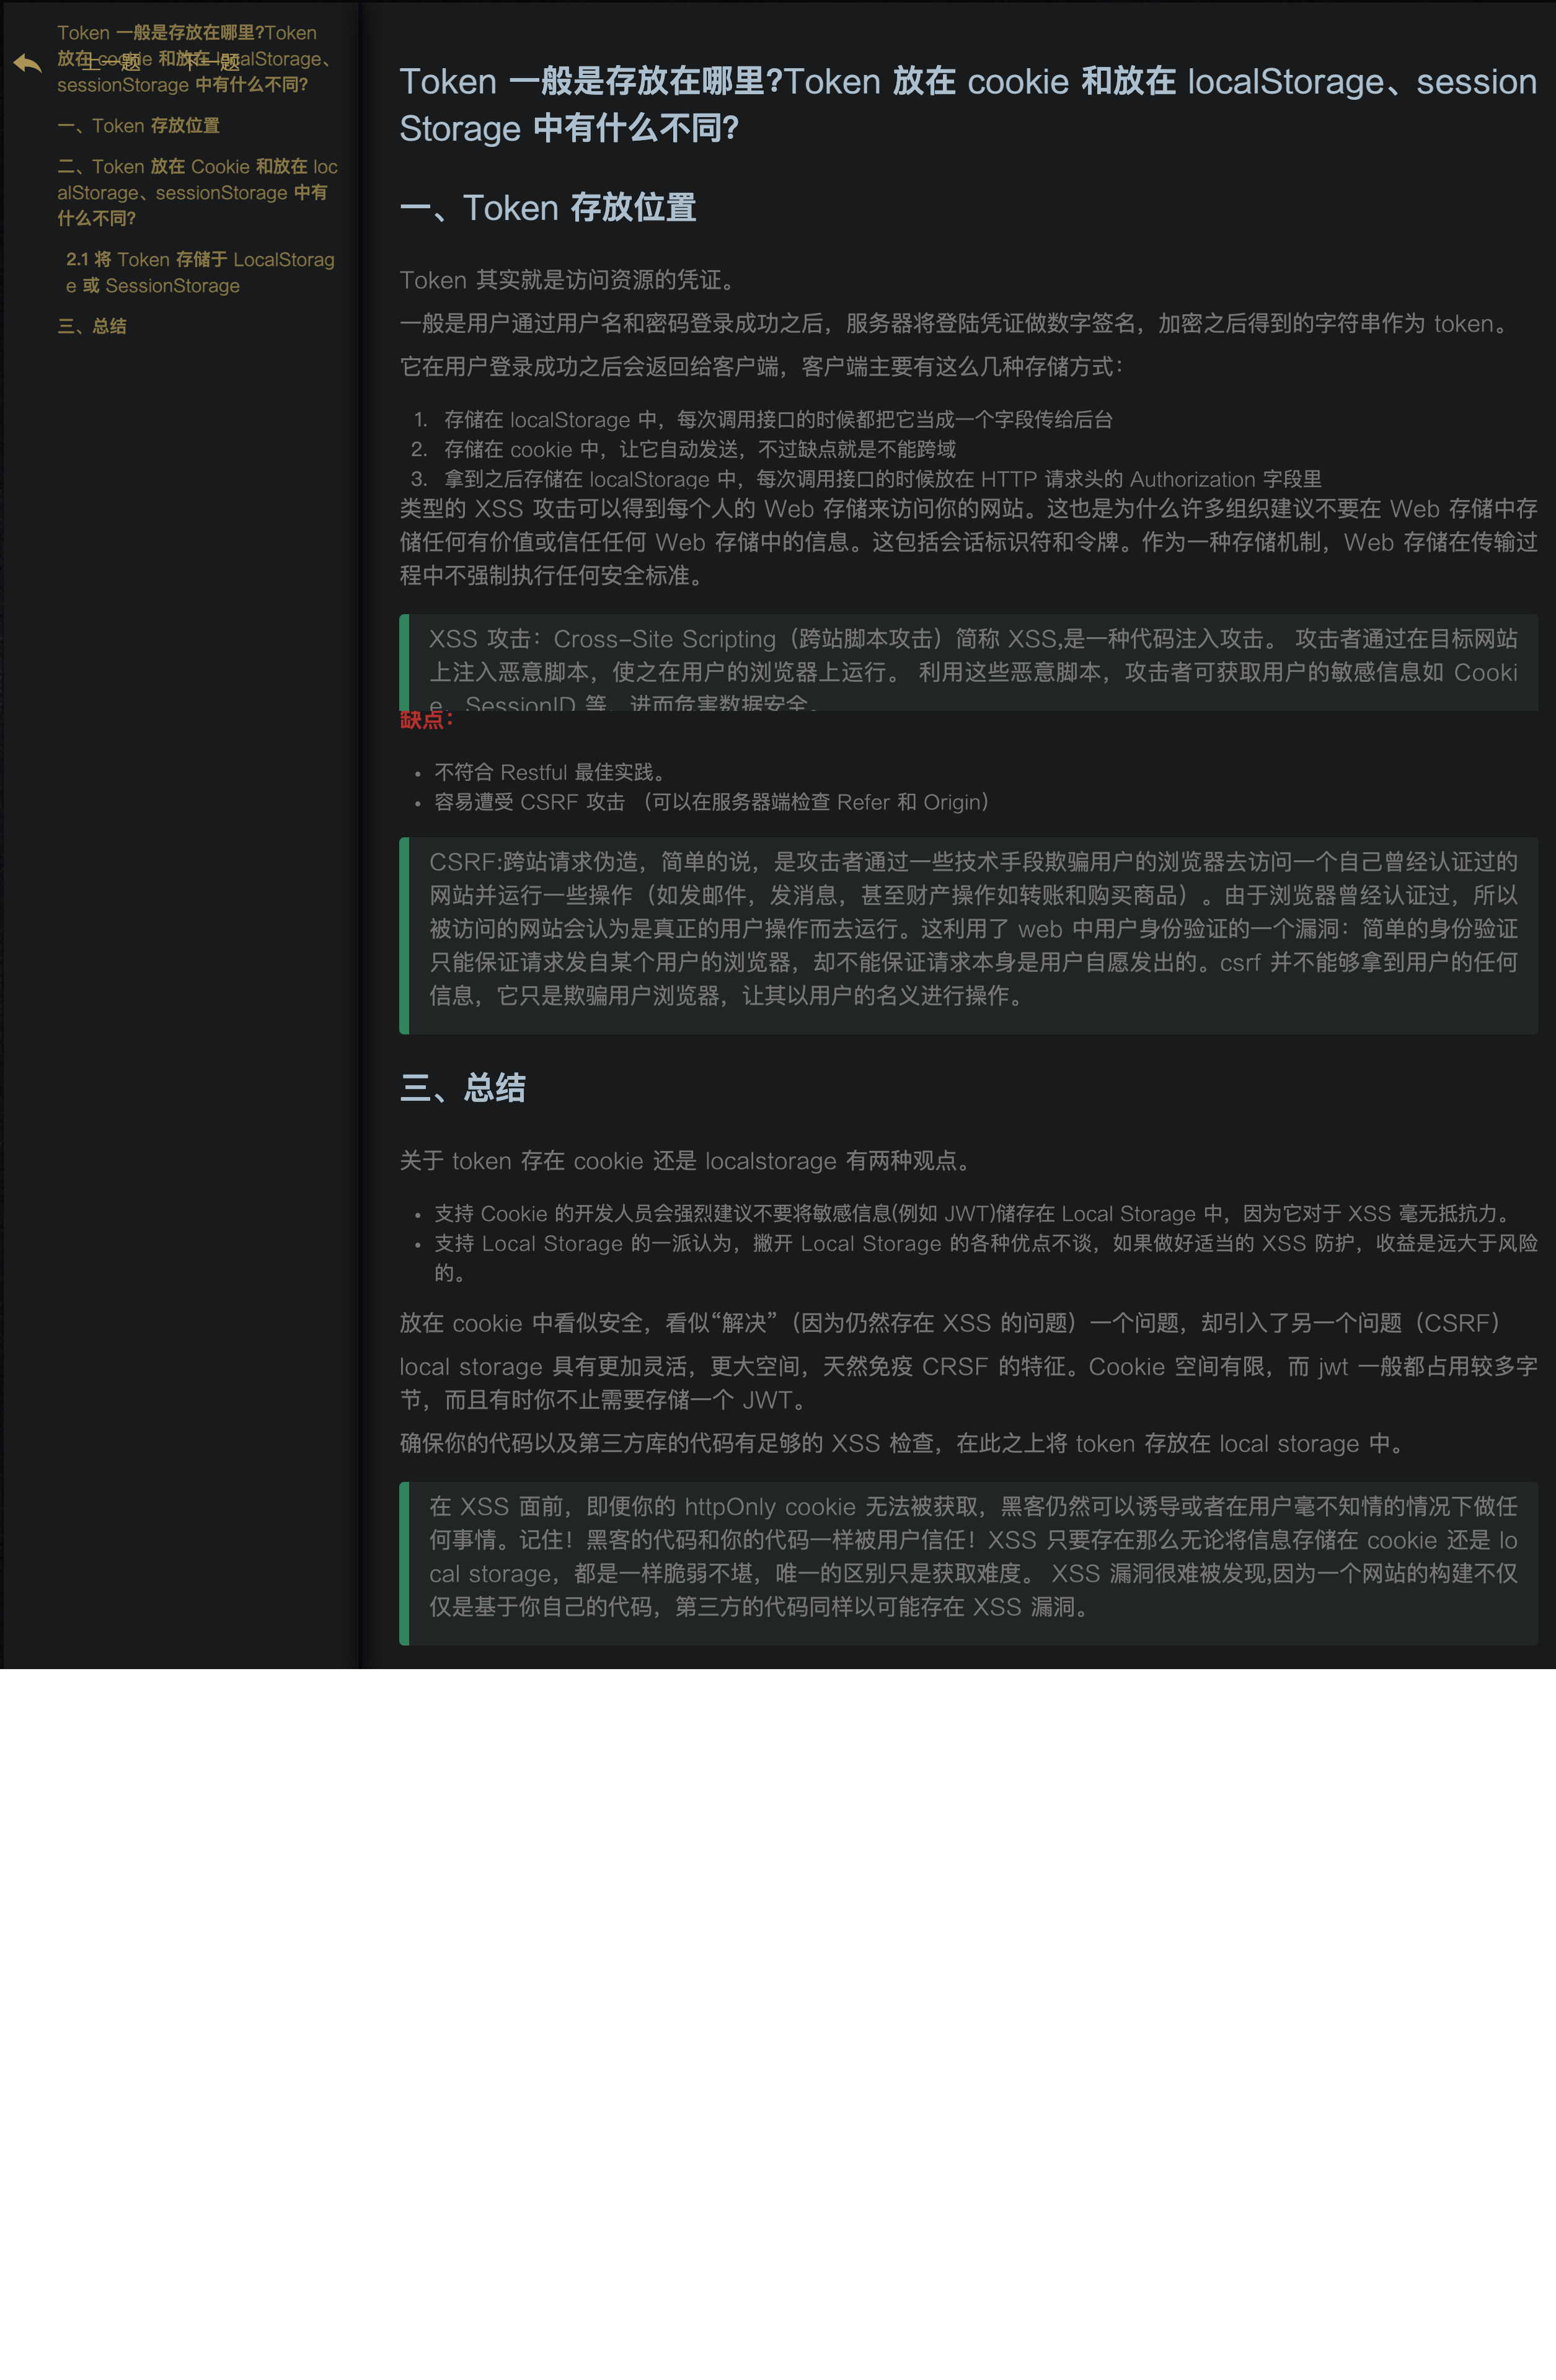 Token 一般是存放在哪里?Token
放在 cookie 和放在 localStorage、
sessionStorage 中有什么不同?
上一题
下一题
一、Token 存放位置
二、Token 放在 Cookie 和放在 loc
alStorage、sessionStorage 中有
什么不同?
2.1 将 Token 存储于 LocalStorag
e 或 SessionStorage
三、总结
Token 一般是存放在哪里?Token 放在 cookie 和放在 localStorage、session
Storage 中有什么不同?
一、Token 存放位置
Token 其实就是访问资源的凭证。
一般是用户通过用户名和密码登录成功之后，服务器将登陆凭证做数字签名，加密之后得到的字符串作为 token。
它在用户登录成功之后会返回给客户端，客户端主要有这么几种存储方式：
1. 存储在 localStorage 中，每次调用接口的时候都把它当成一个字段传给后台
2. 存储在 cookie 中，让它自动发送，不过缺点就是不能跨域
3. 拿到之后存储在 localStorage 中，每次调用接口的时候放在 HTTP 请求头的 Authorization 字段里
类型的 XSS 攻击可以得到每个人的 Web 存储来访问你的网站。这也是为什么许多组织建议不要在 Web 存储中存
储任何有价值或信任任何 Web 存储中的信息。这包括会话标识符和令牌。作为一种存储机制，Web 存储在传输过
程中不强制执行任何安全标准。
XSS 攻击：Cross-Site Scripting（跨站脚本攻击）简称 XSS,是一种代码注入攻击。 攻击者通过在目标网站
上注入恶意脚本，使之在用户的浏览器上运行。 利用这些恶意脚本，攻击者可获取用户的敏感信息如 Cooki
e、SessionID 等，进而危害数据安全。
缺点：
• 不符合 Restful 最佳实践。
• 容易遭受 CSRF 攻击 （可以在服务器端检查 Refer 和 Origin）
CSRF:跨站请求伪造，简单的说，是攻击者通过一些技术手段欺骗用户的浏览器去访问一个自己曾经认证过的
网站并运行一些操作（如发邮件，发消息，甚至财产操作如转账和购买商品）。由于浏览器曾经认证过，所以
被访问的网站会认为是真正的用户操作而去运行。这利用了 web 中用户身份验证的一个漏洞：简单的身份验证
只能保证请求发自某个用户的浏览器，却不能保证请求本身是用户自愿发出的。csrf 并不能够拿到用户的任何
信息，它只是欺骗用户浏览器，让其以用户的名义进行操作。
三、总结
关于 token 存在 cookie 还是 localstorage 有两种观点。
• 支持 Cookie 的开发人员会强烈建议不要将敏感信息(例如 JWT)储存在 Local Storage 中，因为它对于 XSS 毫无抵抗力。
• 支持 Local Storage 的一派认为，撇开 Local Storage 的各种优点不谈，如果做好适当的 XSS 防护，收益是远大于风险
的。
放在 cookie 中看似安全，看似“解决”（因为仍然存在 XSS 的问题）一个问题，却引入了另一个问题（CSRF）
local storage 具有更加灵活，更大空间，天然免疫 CRSF 的特征。Cookie 空间有限，而 jwt 一般都占用较多字
节，而且有时你不止需要存储一个 JWT。
确保你的代码以及第三方库的代码有足够的 XSS 检查，在此之上将 token 存放在 local storage 中。
在 XSS 面前，即便你的 httpOnly cookie 无法被获取，黑客仍然可以诱导或者在用户毫不知情的情况下做任
何事情。记住！黑客的代码和你的代码一样被用户信任！XSS 只要存在那么无论将信息存储在 cookie 还是 lo
cal storage，都是一样脆弱不堪，唯一的区别只是获取难度。 XSS 漏洞很难被发现,因为一个网站的构建不仅
仅是基于你自己的代码，第三方的代码同样以可能存在 XSS 漏洞。